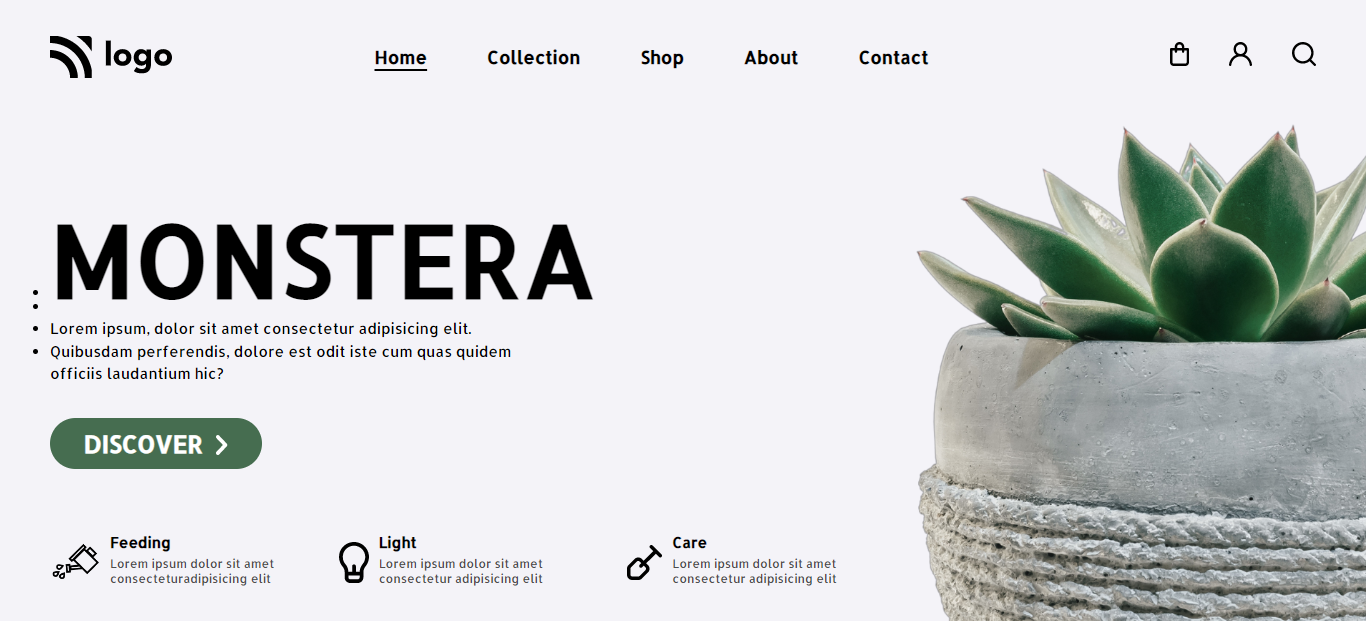 logo
Home Collection Shop About Contact
MONSTERA
Lorem ipsum, dolor sit amet consectetur adipisicing elit.
Quibusdam perferendis, dolore est odit iste cum quas quidem
officiis laudantium hic?
DISCOVER
Feeding
Lorem ipsum dolor sit amet
consecteturadipisicing elit
Light
Lorem ipsum dolor sit amet
consectetur adipisicing elit
Care
Lorem ipsum dolor sit amet
consectetur adipisicing elit